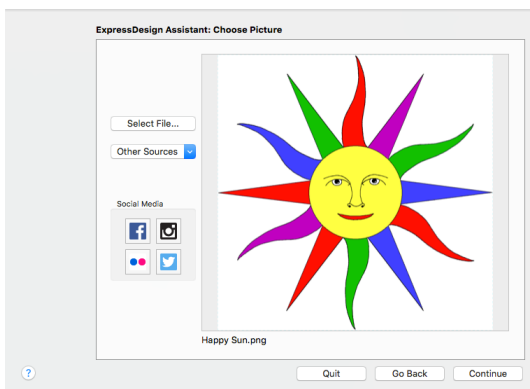 ExpressDesign Assistant: Choose Picture
Select File...
Other Sources
Social Media
f
Happy Sun.png
?
Quit
Go Back
Continue